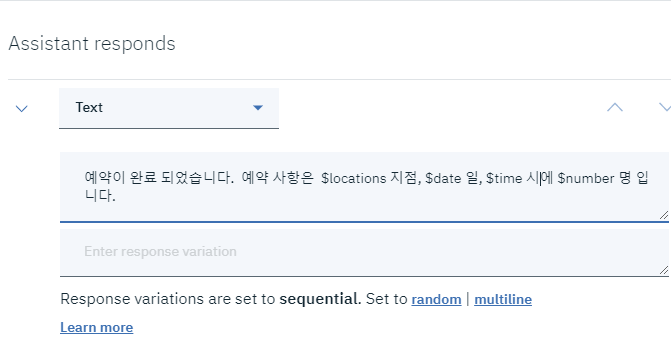 Assistant responds
Text
예약이 완료 되었습니다.  예약 사항은  $locations 지점, $date 일, $time 시에 $number 명 입
니다.
Enter response variation
Response variations are set to sequential. Set to random | multiline
Learn more